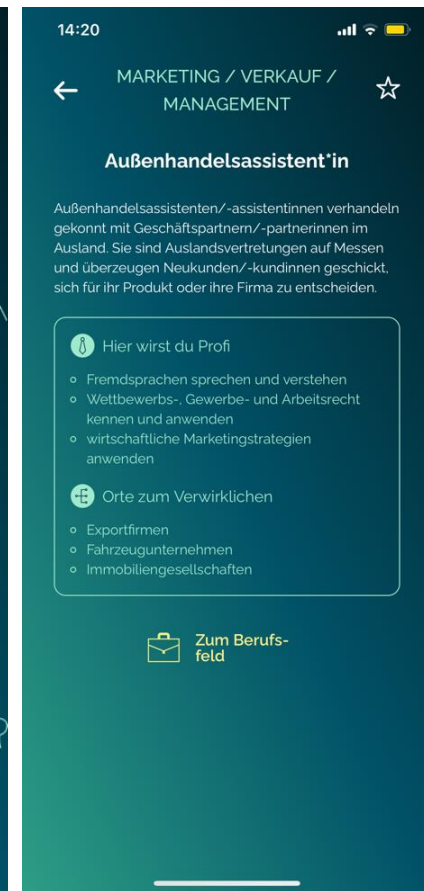 14:20
MARKETING / VERKAUF /
MANAGEMENT
Außenhandelsassistent*in
Außenhandelsassistenten/-assistentinnen verhandeln
gekonnt mit Geschäftspartnern/-partnerinnen im
Ausland. Sie sind Auslandsvertretungen auf Messen
und überzeugen Neukunden/-kundinnen geschickt,
sich für ihr Produkt oder ihre Firma zu entscheiden.
Hier wirst du Profi
Fremdsprachen sprechen und verstehen
Wettbewerbs-, Gewerbe- und Arbeitsrecht
kennen und anwenden
wirtschaftliche Marketingstrategien
anwenden
Orte zum Verwirklichen
Exportfirmen
Fahrzeugunternehmen
Immobiliengesellschaften
Zum Berufs-
feld